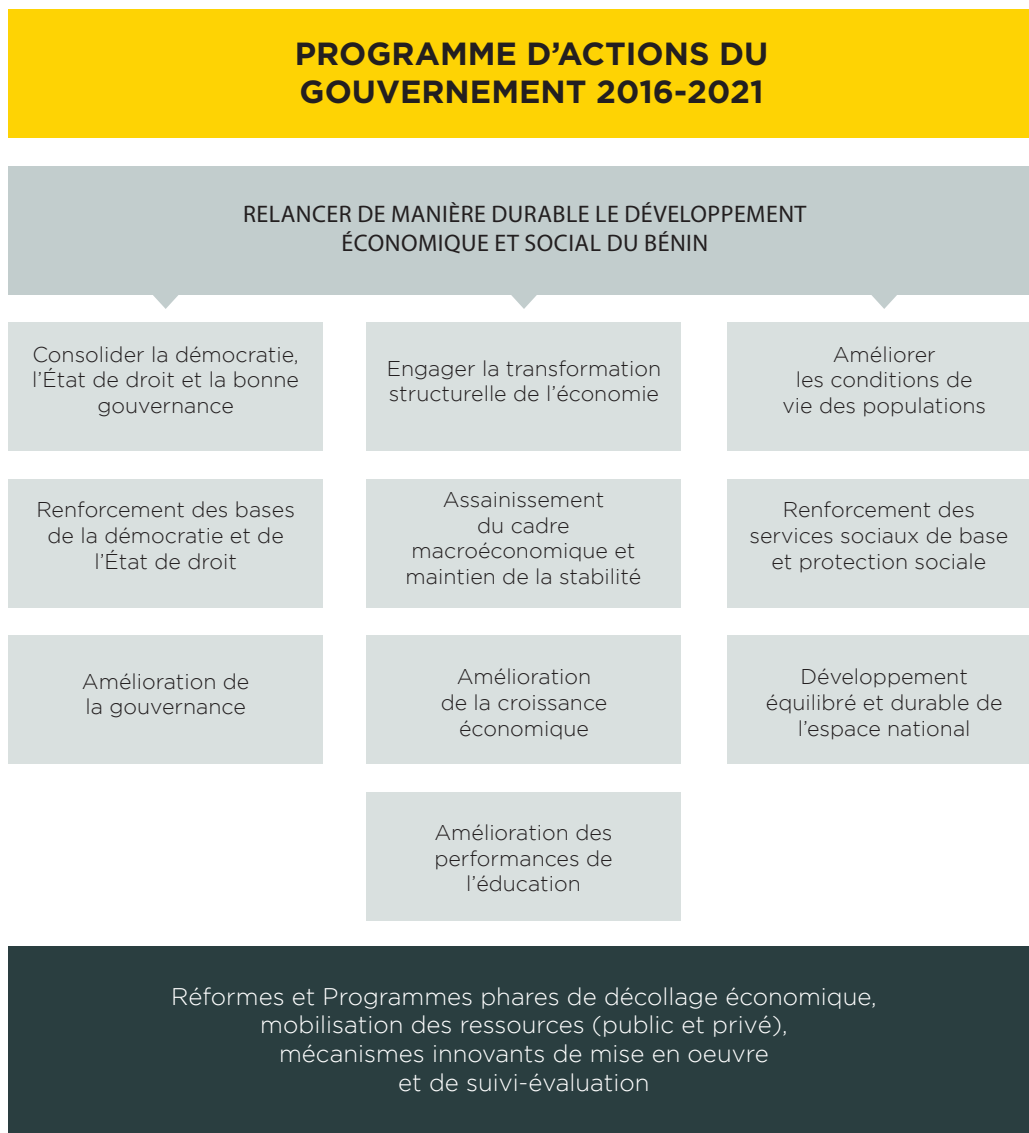 PROGRAMME D’ACTIONS DU
GOUVERNEMENT 2016-2021
RELANCER DE MANIÈRE DURABLE LE DÉVELOPPEMENT
ÉCONOMIQUE ET SOCIAL DU BÉNIN
Consolider la démocratie,
l’État de droit et la bonne
gouvernance
Engager la transformation
structurelle de l’économie
Améliorer
les conditions de
vie des populations
Renforcement des bases
de la démocratie et de
l’État de droit
Assainissement
du cadre
macroéconomique et
maintien de la stabilité
Renforcement des
services sociaux de base
et protection sociale
Amélioration de
la gouvernance
Amélioration
de la croissance
économique
Développement
équilibré et durable de
l’espace national
Amélioration des
performances de
l’éducation
Réformes et Programmes phares de décollage économique,
mobilisation des ressources (public et privé),
mécanismes innovants de mise en oeuvre
et de suivi-évaluation